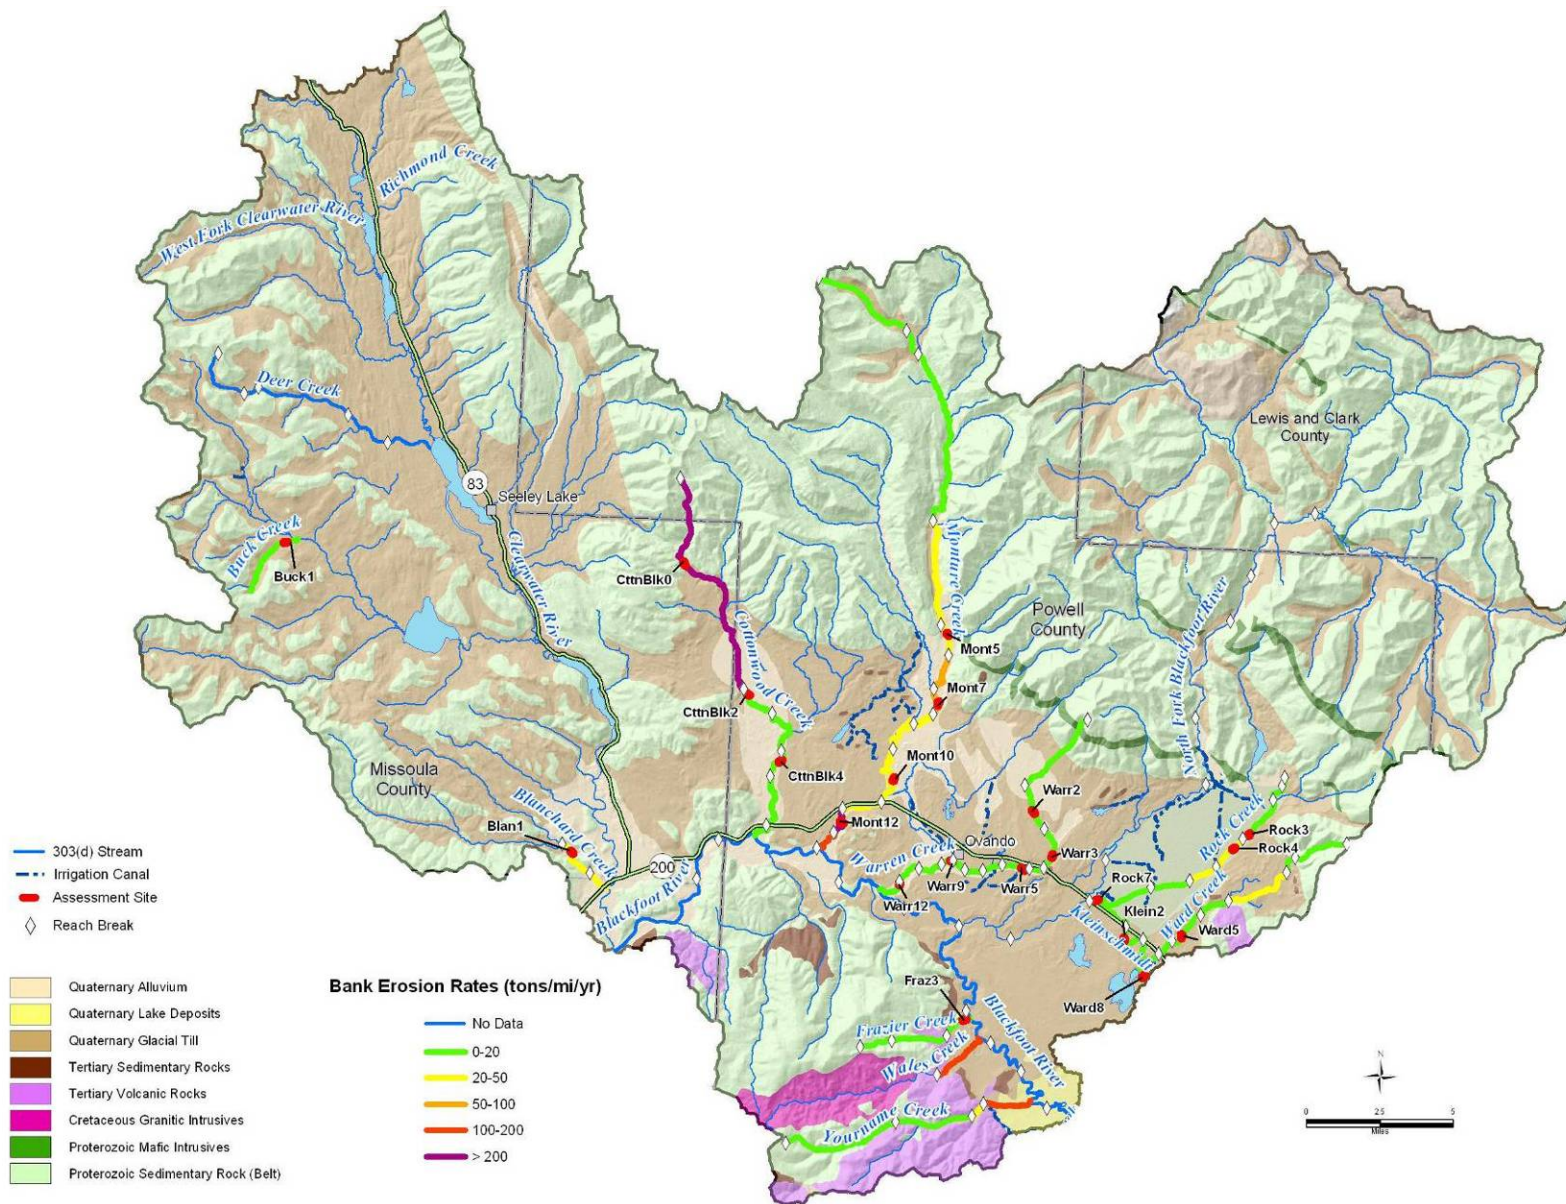 Richmond Creek
West Fork Clearwater River
Deer Creek
Lewis and Clark
County
83
Seeley Lake
Buck Creek
Buck1
Clearwater River
CttnBlk0
Cottonwood Creek
Monture Creek
Powell
County
North Fork Blackfoot River
Mont5
Mont7
CttnBlk2
CttnBlk4
Mont10
Missoula
County
Blanchard Creek
Blan1
Mont12
Warr2
Ovando
Warren Creek
Warr3
Rock Creek
Rock3
Rock4
200
Warr9
Warr5
Rock7
Warr12
Klein2
Ward Creek
Blackfoot River
Kleinschmidt
Ward5
Fraz3
Ward8
Frazier Creek
Blackfoot River
Wales Creek
Yourname Creek
303(d) Stream
Irrigation Canal
Assessment Site
Reach Break
Quaternary Alluvium
Quaternary Lake Deposits
Quaternary Glacial Till
Tertiary Sedimentary Rocks
Tertiary Volcanic Rocks
Cretaceous Granitic Intrusives
Proterozoic Mafic Intrusives
Proterozoic Sedimentary Rock (Belt)
Bank Erosion Rates (tons/mi/yr)
No Data
0-20
20-50
50-100
100-200
> 200
N
0 2.5 5
Miles